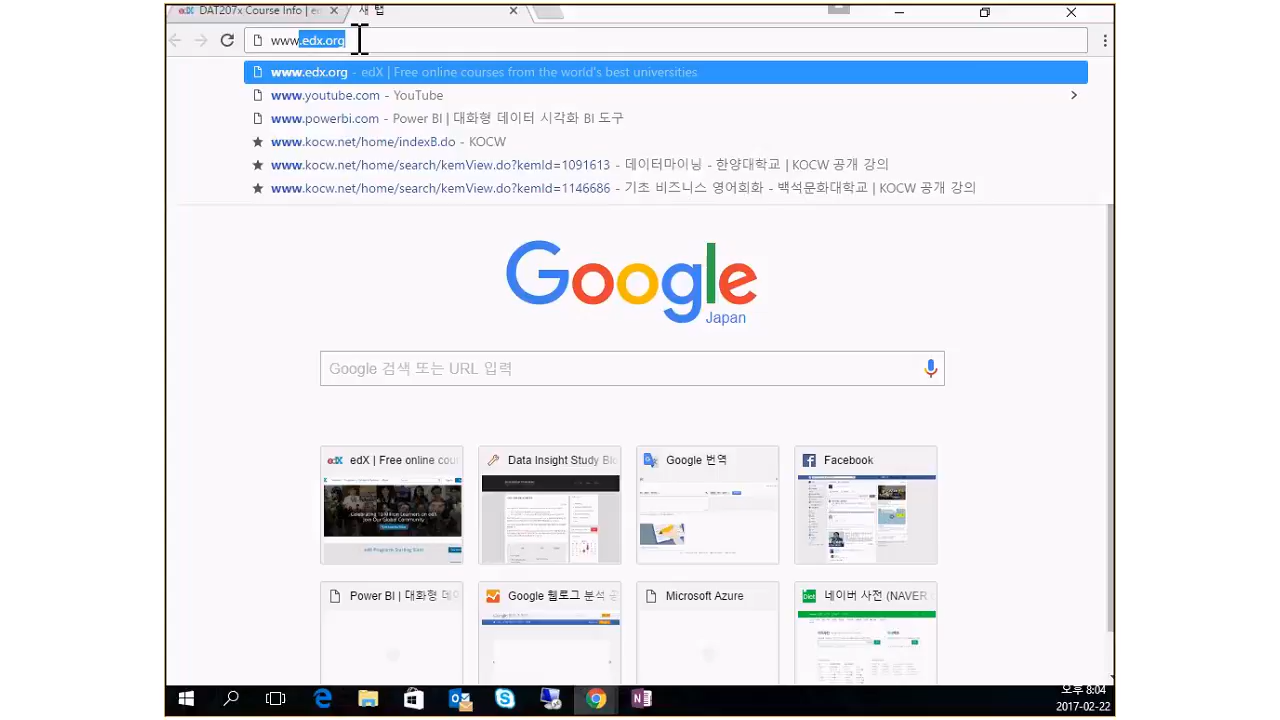 edX DAT207x Course Info | e
새 탭
www.edx.org
www.edx.org - edX | Free online courses from the world's best universities
www.youtube.com - YouTube
www.powerbi.com - Power BI | 대화형 데이터 시각화 BI 도구
www.kocw.net/home/indexB.do - KOCW
www.kocw.net/home/search/kemView.do?kemId=1091613 - 데이터마이닝 - 한양대학교 | KOCW 공개 강의
www.kocw.net/home/search/kemView.do?kemId=1146686 - 기초 비즈니스 영어회화 - 백석문화대학교 | KOCW 공개 강의
Google
Japan
Google 검색 또는 URL 입력
edX edX | Free online cour
Data Insight Study Blo
Google 번역
Facebook
Power BI | 대화형 데이
Google 웹로그 분석 공
Microsoft Azure
Dict 네이버 사전 (NAVER
오후 8:04
2017-02-22